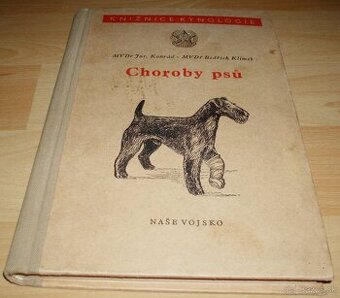 KNIŽNICE KYNOLOGIE
MVDr Jar. Konrád - MVDr Bedřich Klimeš
Choroby psů
NAŠE VOJSKO